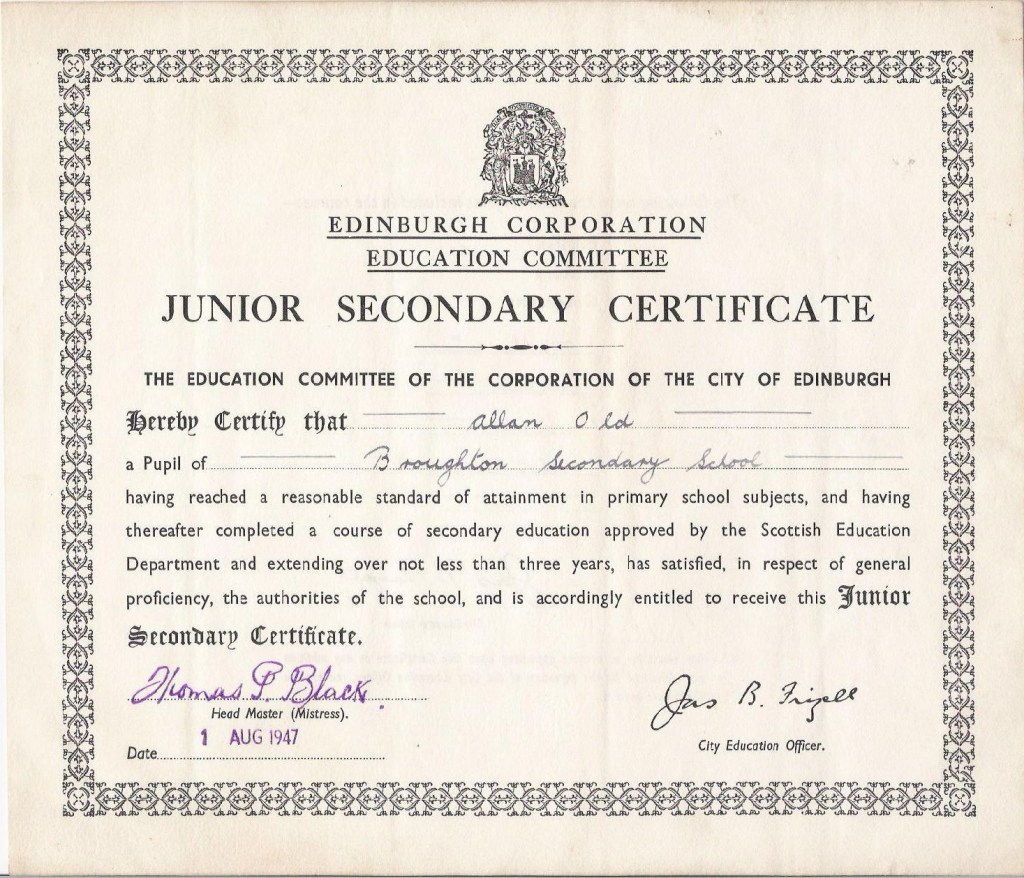 EDINBURGH CORPORATION
EDUCATION COMMITTEE
JUNIOR SECONDARY CERTIFICATE
THE EDUCATION COMMITTEE OF THE CORPORATION OF THE CITY OF EDINBURGH
Hereby Certify that Allan Old
a Pupil of Broughton Secondary School
having reached a reasonable standard of attainment in primary school subjects, and having
thereafter completed a course of secondary education approved by the Scottish Education
Department and extending over not less than three years, has satisfied, in respect of general
proficiency, the authorities of the school, and is accordingly entitled to receive this Junior
Secondary Certificate.
Thomas P. Black.
Jas B. Frizell
Head Master (Mistress).
1 AUG 1947
City Education Officer.
Date